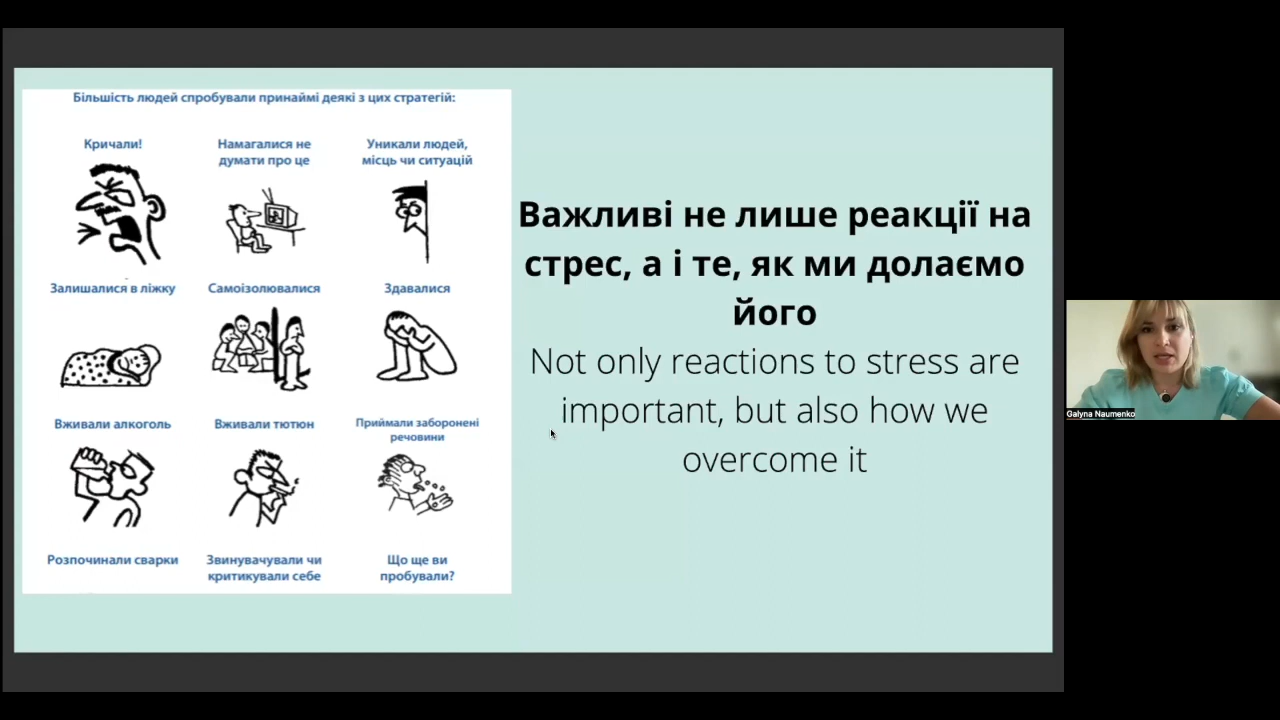 Більшість людей спробували принаймі деякі з цих стратегій:
Кричали!
Намагалися не
думати про це
Уникали людей,
місць чи ситуацій
Залишалися в ліжку
Самоізолювалися
Здавалися
Вживали алкоголь
Вживали тютюн
Приймали заборонені
речовини
Розпочинали сварки
Звинувачували чи
критикували себе
Що ще ви
пробували?
Важливі не лише реакції на
стрес, а і те, як ми долаємо
його
Not only reactions to stress are
important, but also how we
overcome it
Galyna Naumenko